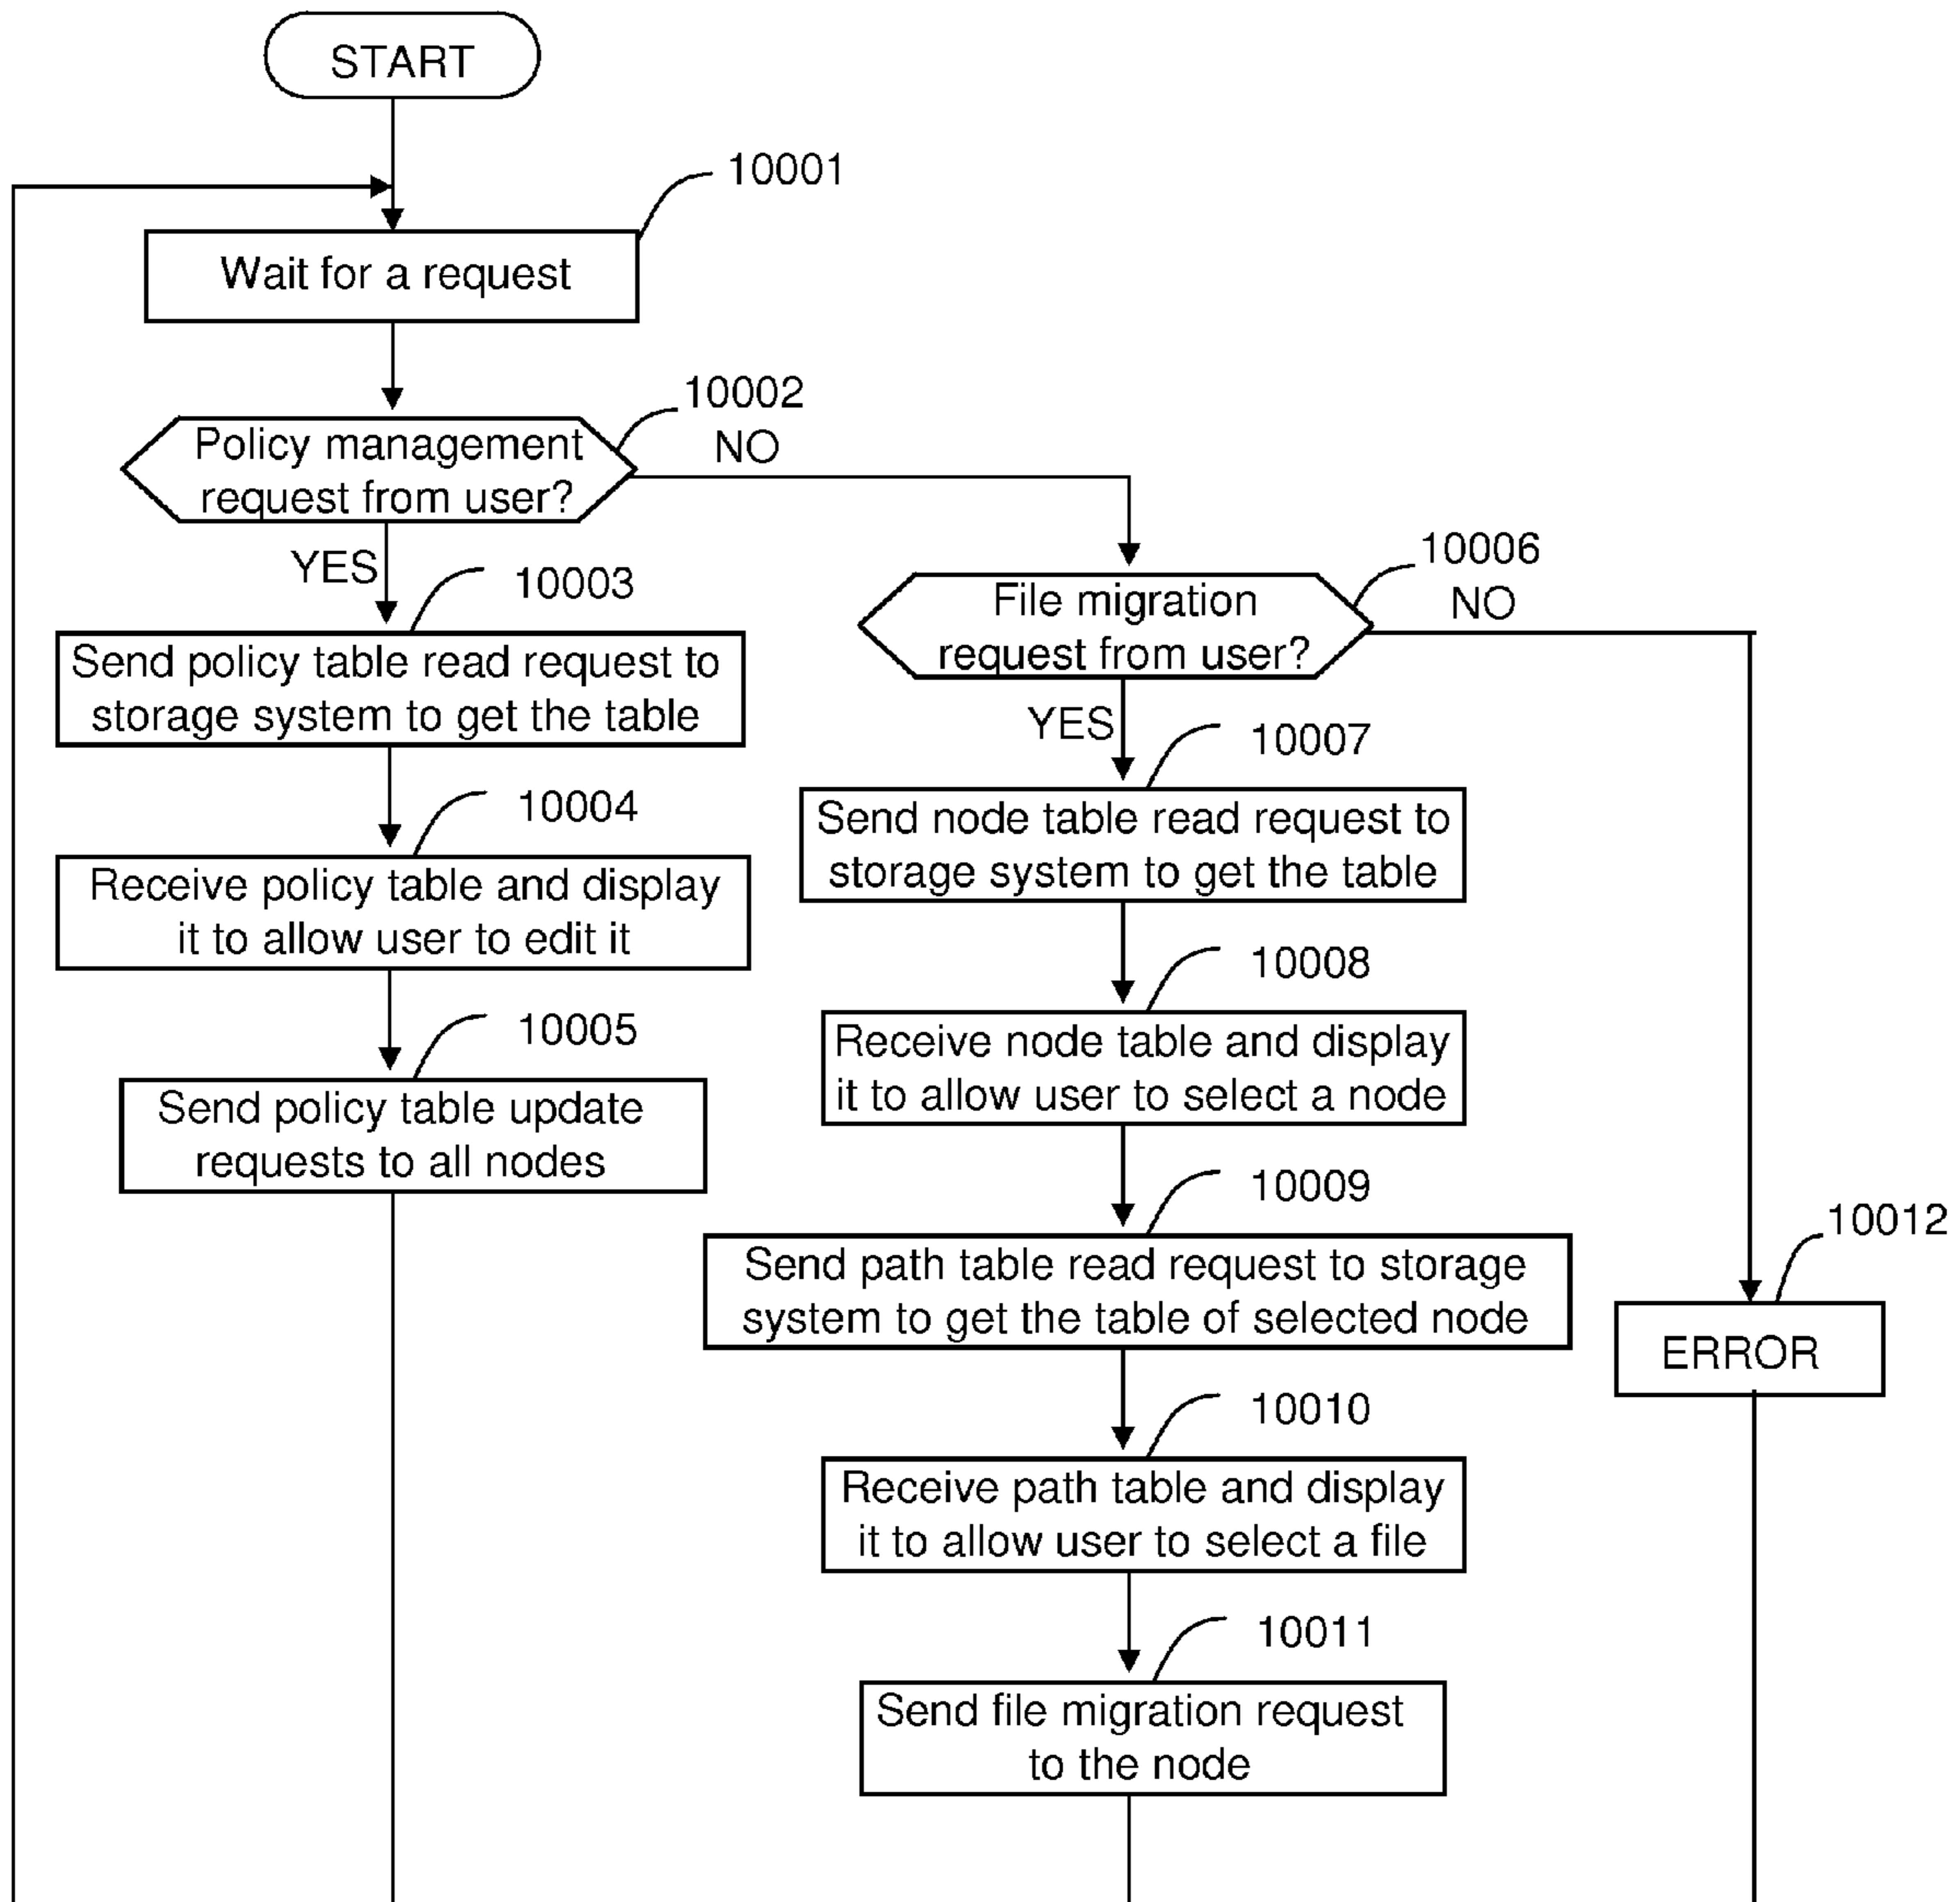 START
10001
Wait for a request
10002
NO
Policy management
request from user?
YES
10003
Send policy table read request to
storage system to get the table
10004
Receive policy table and display
it to allow user to edit it
10005
Send policy table update
requests to all nodes
10006
NO
File migration
request from user?
YES
10007
Send node table read request to
storage system to get the table
10008
Receive node table and display
it to allow user to select a node
10009
Send path table read request to storage
system to get the table of selected node
10010
Receive path table and display
it to allow user to select a file
10011
Send file migration request
to the node
10012
ERROR